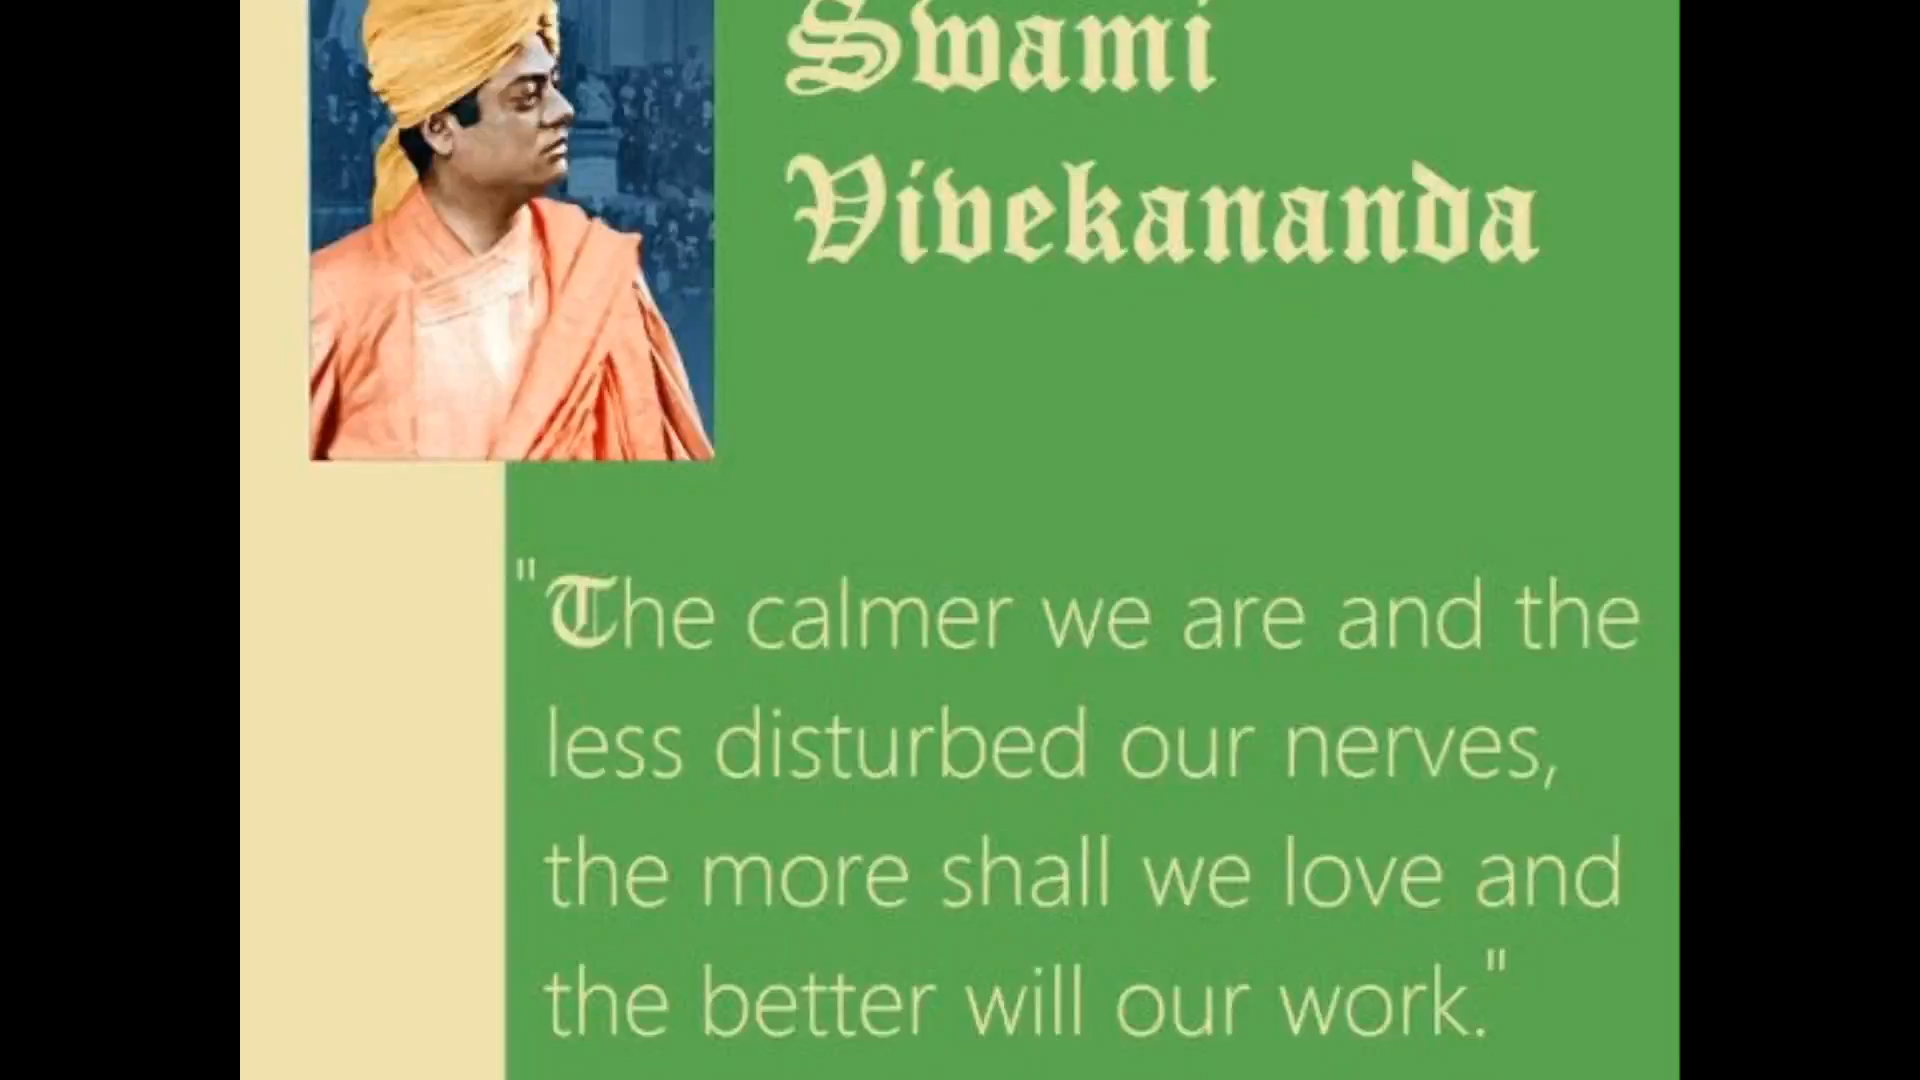 Swami
Vivekananda
"The calmer we are and the
less disturbed our nerves,
the more shall we love and
the better will our work."